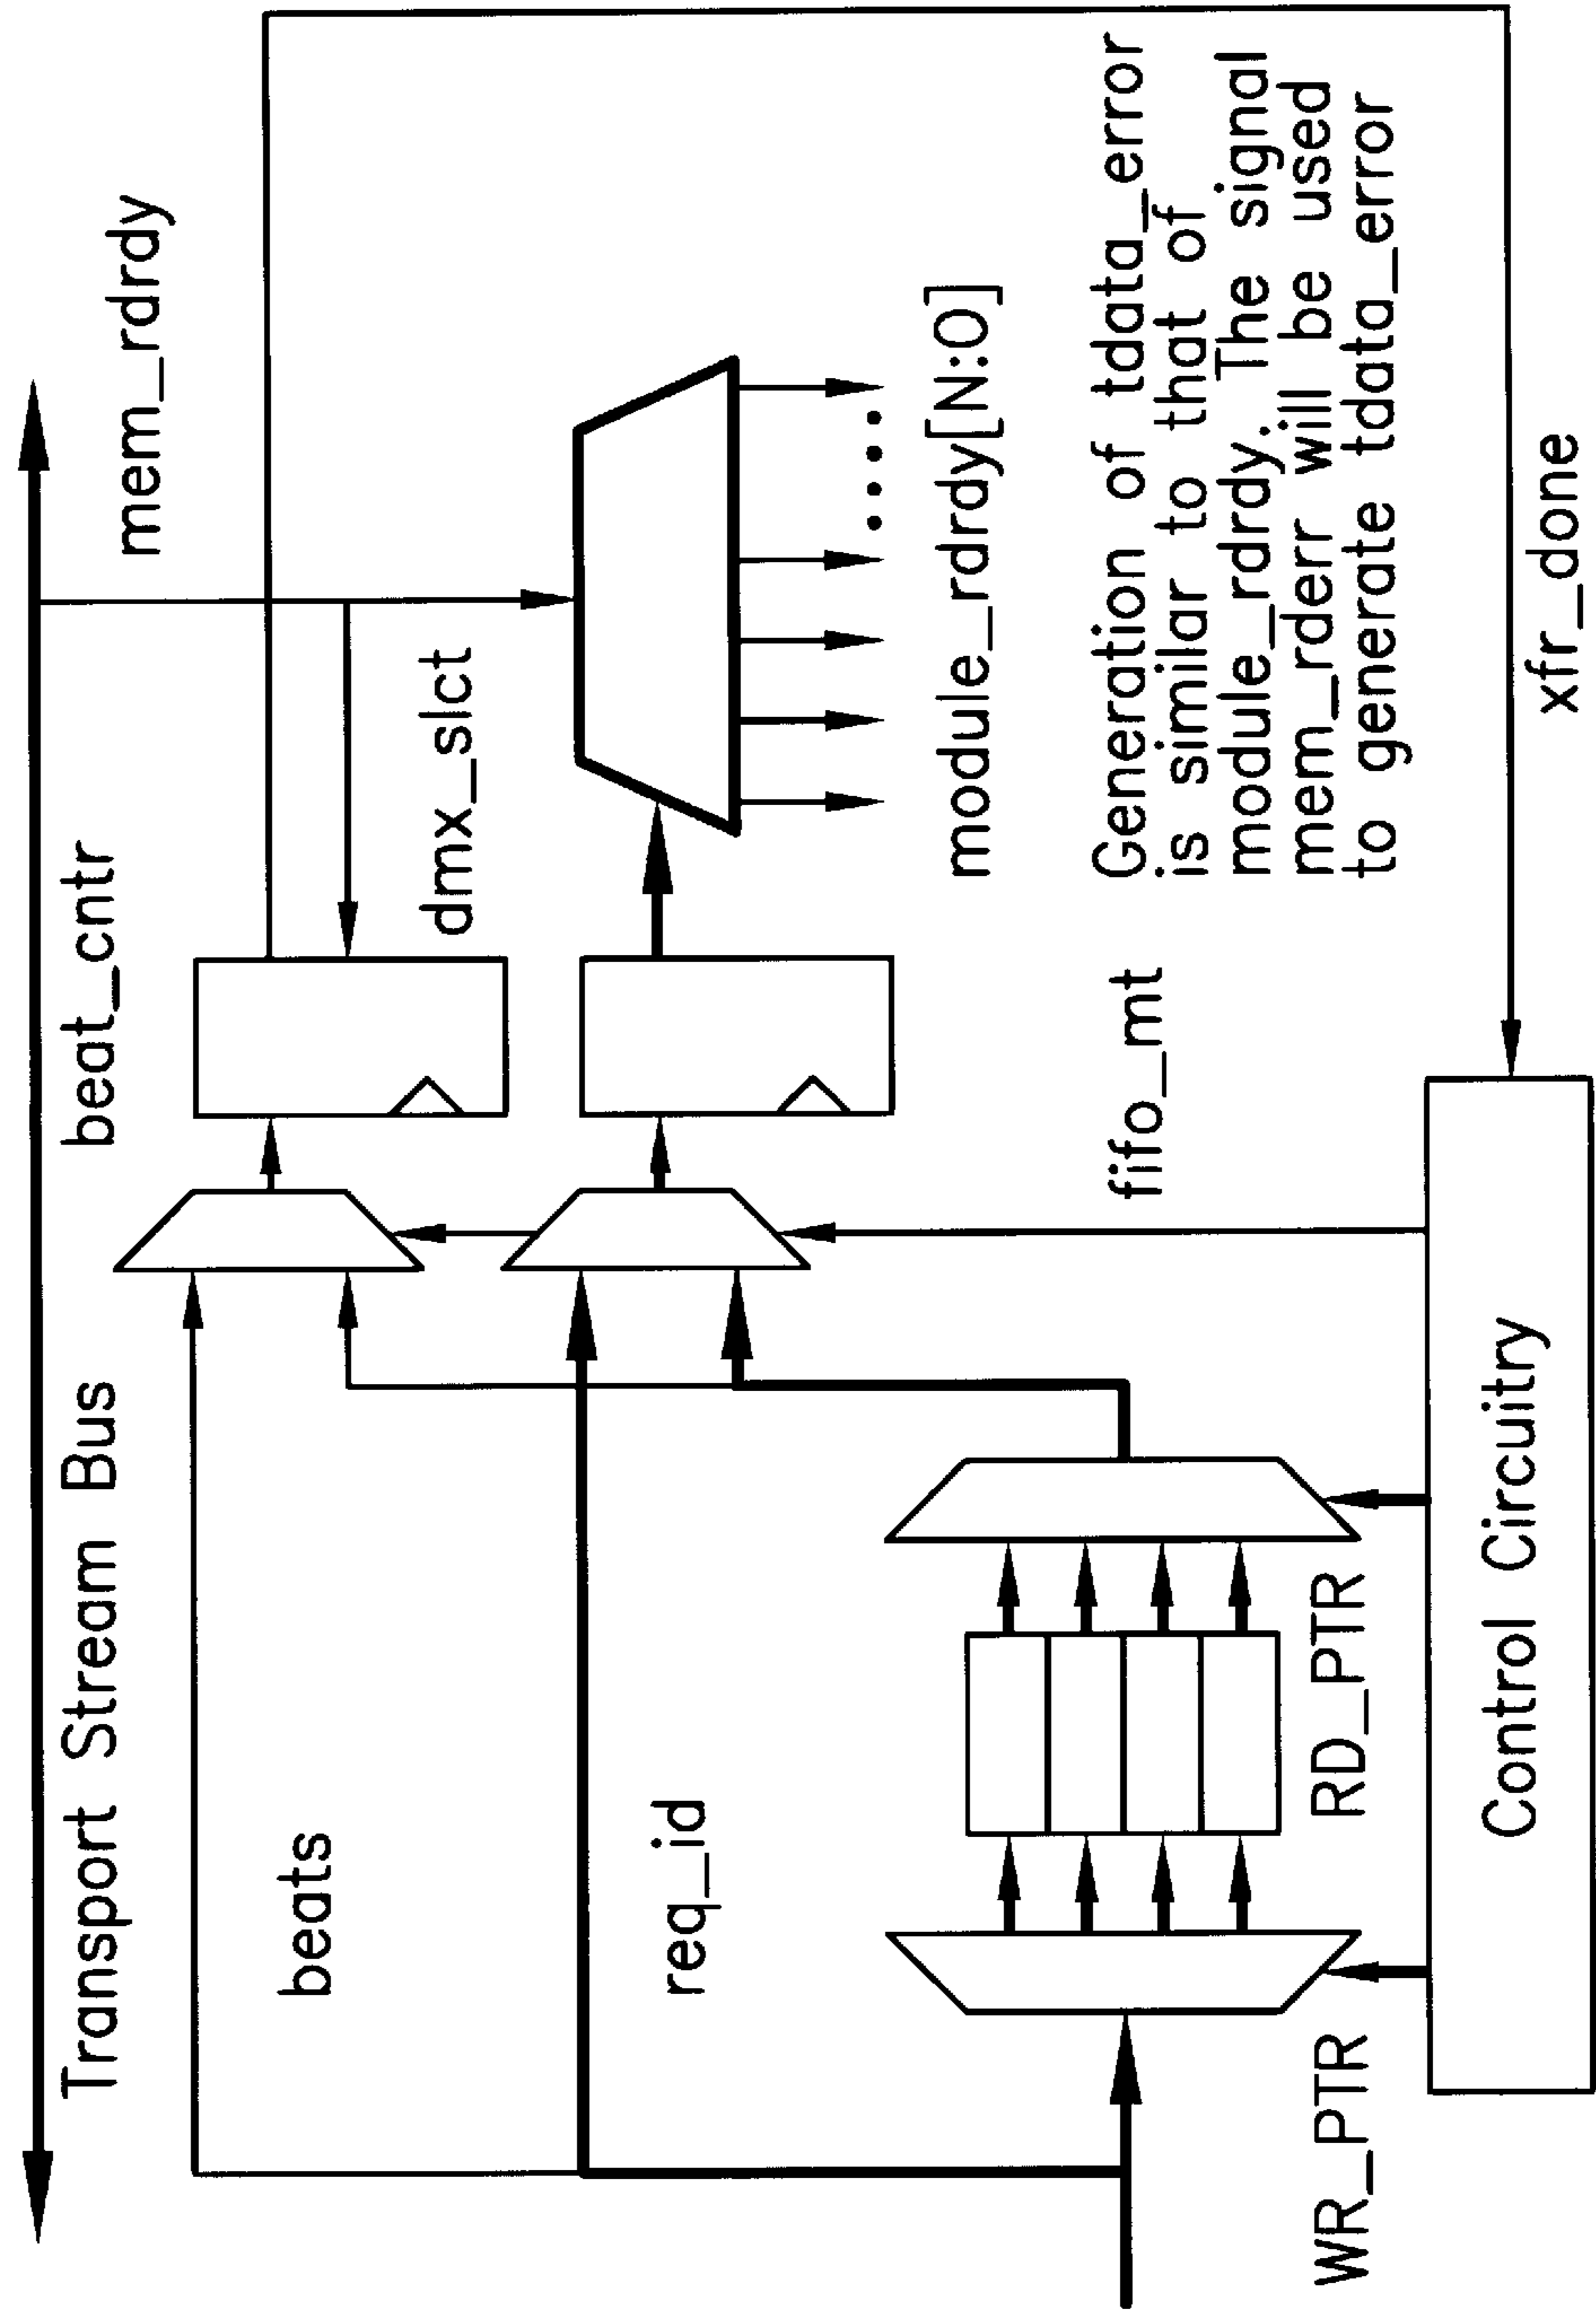 Transport Stream Bus
beat_cntr
mem_rdrdy
beats
dmx_slct
req_id
module_rdrdy[N:0]
fifo_mt
Generation of tdata_error
is similar to that of
module_rdrdy. The signal
mem_rderr will be used
to generate tdata_error
WR_PTR
RD_PTR
Control Circuitry
xfr_done